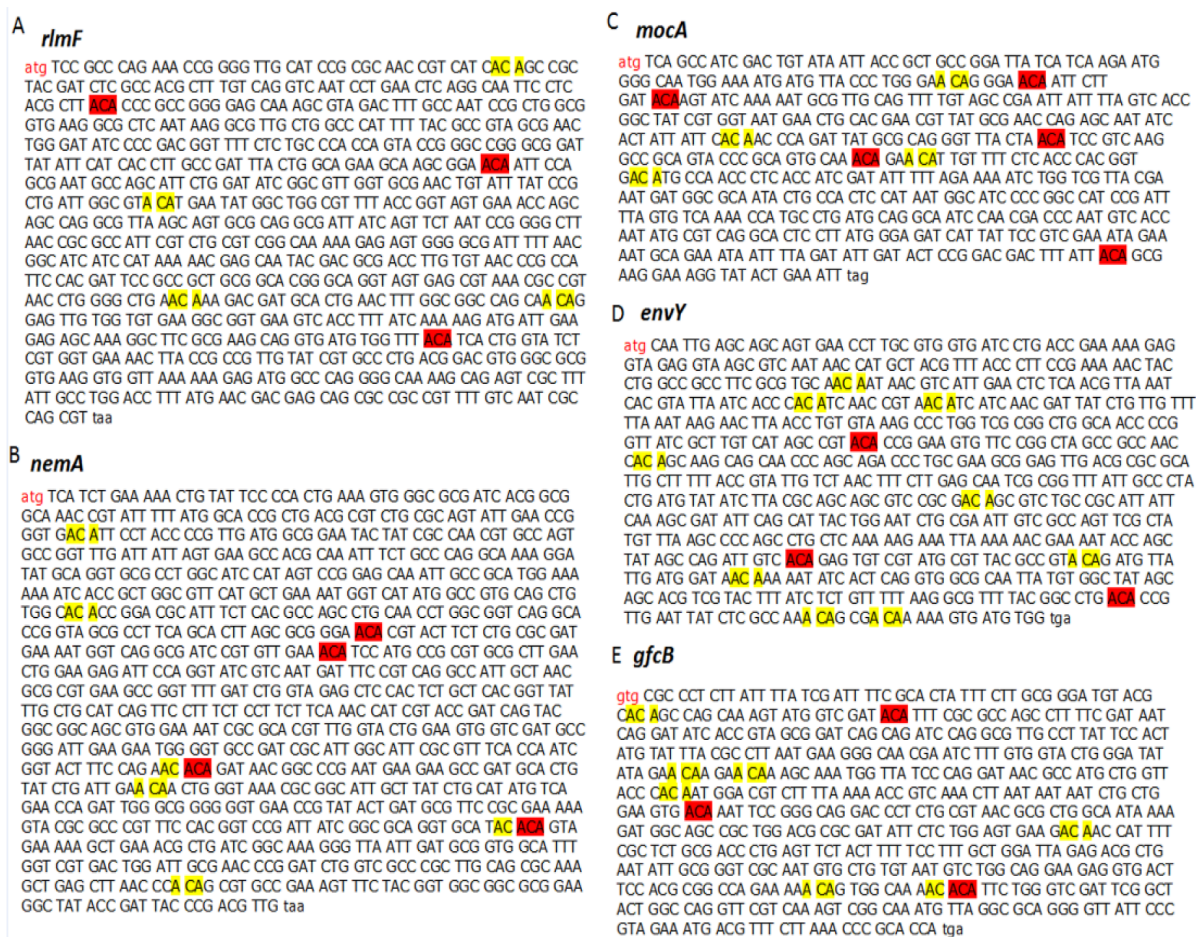 A
rlmF
atg TCC GCC CAG AAA CCG GGG TTG CAT CCG CGC AAC CGT CAT CAC AGC CGC
TAC GAT CTC GCC ACG CTT TGT CAG GTC AAT CCT GAA CTC AGG CAA TTC CTC
ACG CTT ACA CCC GCC GGG GAG CAA AGC GTA GAC TTT GCC AAT CCG CTG GCG
GTG AAG GCG CTC AAT AAG GCG TTG CTG GCC CAT TTT TAC GCC GTA GCG AAC
TGG GAT ATC CCC GAC GGT TTT CTC TGC CCA CCA GTA CCG GGC CGG GCG GAT
TAT ATT CAT CAC CTT GCC GAT TTA CTG GCA GAA GCA AGC GGA ACA ATT CCA
GCG AAT GCC AGC ATT CTG GAT ATC GGC GTT GGT GCG AAC TGT ATT TAT CCG
CTG ATT GGC GTA CAT GAA TAT GGC TGG CGT TTT ACC GGT AGT GAA ACC AGC
AGC CAG GCG TTA AGC AGT GCG CAG GCG ATT ATC AGT TCT AAT CCG GGG CTT
AAC CGC GCC ATT CGT CTG CGT CGG CAA AAA GAG AGT GGG GCG ATT TTT AAC
GGC ATC ATC CAT AAA AAC GAG CAA TAC GAC GCG ACC TTG TGT AAC CCG CCA
TTC CAC GAT TCC GCC GCT GCG GCA CGG GCA GGT AGT GAG CGT AAA CGC CGT
AAC CTG GGG CTG AAC AAA GAC GAT GCA CTG AAC TTT GGC GGC CAG CAA CAG
GAG TTG TGG TGT GAA GGC GGT GAA GTC ACC TTT ATC AAA AAG ATG ATT GAA
GAG AGC AAA GGC TTC GCG AAG CAG GTG ATG TGG TTT ACA TCA CTG GTA TCT
CGT GGT GAA AAC TTA CCG CCG TTG TAT CGT GCC CTG ACG GAC GTG GGC GCG
GTG AAG GTG GTT AAA AAA GAG ATG GCC CAG GGG CAA AAG CAG AGT CGC TTT
ATT GCC TGG ACC TTT ATG AAC GAC GAG CAG CGC CGC CGT TTT GTC AAT CGC
CAG CGT taa
B
nemA
atg TCA TCT GAA AAA CTG TAT TCC CCA CTG AAA GTG GGC GCG ATC ACG GCG
GCA AAC CGT ATT TTT ATG GCA CCG CTG ACG CGT CTG CGC AGT ATT GAA CCG
GGT GAC ATT CCT ACC CCG TTG ATG GCG GAA TAC TAT CGC CAA CGT GCC AGT
GCC GGT TTG ATT ATT AGT GAA GCC ACG CAA ATT TCT GCC CAG GCA AAA GGA
TAT GCA GGT GCG CCT GGC ATC CAT AGT CCG GAG CAA ATT GCC GCA TGG AAA
AAA ATC ACC GCT GGC GTT CAT GCT GAA AAT GGT CAT ATG GCC GTG CAG CTG
TGG CAC ACC GGA CGC ATT TCT CAC GCC AGC CTG CAA CCT GGC GGT CAG GCA
CCG GTA GCG CCT TCA GCA CTT AGC GCG GGA ACA CGT ACT TCT CTG CGC GAT
GAA AAT GGT CAG GCG ATC CGT GTT GAA ACA TCC ATG CCG CGT GCG CTT GAA
CTG GAA GAG ATT CCA GGT ATC GTC AAT GAT TTC CGT CAG GCC ATT GCT AAC
GCG CGT GAA GCC GGT TTT GAT CTG GTA GAG CTC CAC TCT GCT CAC GGT TAT
TTG CTG CAT CAG TTC CTT TCT CCT TCT TCA AAC CAT CGT ACC GAT CAG TAC
GGC GGC AGC GTG GAA AAT CGC GCA CGT TTG GTA CTG GAA GTG GTC GAT GCC
GGG ATT GAA GAA TGG GGT GCC GAT CGC ATT GGC ATT CGC GTT TCA CCA ATC
GGT ACT TTC CAG AAC ACA GAT AAC GGC CCG AAT GAA GAA GCC GAT GCA CTG
TAT CTG ATT GAA CAA CTG GGT AAA CGC GGC ATT GCT TAT CTG CAT ATG TCA
GAA CCA GAT TGG GCG GGG GGT GAA CCG TAT ACT GAT GCG TTC CGC GAA AAA
GTA CGC GCC CGT TTC CAC GGT CCG ATT ATC GGC GCA GGT GCA TAC ACA GTA
GAA AAA GCT GAA ACG CTG ATC GGC AAA GGG TTA ATT GAT GCG GTG GCA TTT
GGT CGT GAC TGG ATT GCG AAC CCG GAT CTG GTC GCC CGC TTG CAG CGC AAA
GCT GAG CTT AAC CCA CAG CGT GCC GAA AGT TTC TAC GGT GGC GGC GCG GAA
GGC TAT ACC GAT TAC CCG ACG TTG taa
C
mocA
atg TCA GCC ATC GAC TGT ATA ATT ACC GCT GCC GGA TTA TCA TCA AGA ATG
GGG CAA TGG AAA ATG ATG TTA CCC TGG GAA CAG GGA ACA ATT CTT
GAT ACAAGT ATC AAA AAT GCG TTG CAG TTT TGT AGC CGA ATT ATT TTA GTC ACC
GGC TAT CGT GGT AAT GAA CTG CAC GAA CGT TAT GCG AAC CAG AGC AAT ATC
ACT ATT ATT CAC AAC CCA GAT TAT GCG CAG GGT TTA CTA ACA TCC GTC AAG
GCC GCA GTA CCC GCA GTG CAA ACA GAA CAT TGT TTT CTC ACC CAC GGT
GAC ATG CCA ACC CTC ACC ATC GAT ATT TTT AGA AAA ATC TGG TCG TTA CGA
AAT GAT GGC GCA ATA CTG CCA CTC CAT AAT GGC ATC CCC GGC CAT CCG ATT
TTA GTG TCA AAA CCA TGC CTG ATG CAG GCA ATC CAA CGA CCC AAT GTC ACC
AAT ATG CGT CAG GCA CTC CTT ATG GGA GAT CAT TAT TCC GTC GAA ATA GAA
AAT GCA GAA ATA ATT TTA GAT ATT GAT ACT CCG GAC GAC TTT ATT ACA GCG
AAG GAA AGG TAT ACT GAA ATT tag
D
envY
atg CAA TTG AGC AGC AGT GAA CCT TGC GTG GTG ATC CTG ACC GAA AAA GAG
GTA GAG GTA AGC GTC AAT AAC CAT GCT ACG TTT ACC CTT CCG AAA AAC TAC
CTG GCC GCC TTC GCG TGC AAC AAT AAC GTC ATT GAA CTC TCA ACG TTA AAT
CAC GTA TTA ATC ACC CAC ATC AAC CGT AAC ATC ATC AAC GAT TAT CTG TTG TTT
TTA AAT AAG AAC TTA ACC TGT GTA AAG CCC TGG TCG CGG CTG GCA ACC CCG
GTT ATC GCT TGT CAT AGC CGT ACA CCG GAA GTG TTC CGG CTA GCC GCC AAC
CAC AGC AAG CAG CAA CCC AGC AGA CCC TGC GAA GCG GAG TTG ACG CGC GCA
TTG CTT TTT ACC GTA TTG TCT AAC TTT CTT GAG CAA TCG CGG TTT ATT GCC CTA
CTG ATG TAT ATC TTA CGC AGC AGC GTC CGC GAC AGC GTC TGC CGC ATT ATT
CAA AGC GAT ATT CAG CAT TAC TGG AAT CTG CGA ATT GTC GCC AGT TCG CTA
TGT TTA AGC CCC AGC CTG CTC AAA AAG AAA TTA AAA AAC GAA AAT ACC AGC
TAT AGC CAG ATT GTC ACA GAG TGT CGT ATG CGT TAC GCC GTA CAG ATG TTA
TTG ATG GAT AAC AAA AAT ATC ACT CAG GTG GCG CAA TTA TGT GGC TAT AGC
AGC ACG TCG TAC TTT ATC TCT GTT TTT AAG GCG TTT TAC GGC CTG ACA CCG
TTG AAT TAT CTC GCC AAA CAG CGA CAA AAA GTG ATG TGG tga
E
gfcB
gtg CGC CCT CTT ATT TTA TCG ATT TTC GCA CTA TTT CTT GCG GGA TGT ACG
CAC AGC CAG CAA AGT ATG GTC GAT ACA TTT CGC GCC AGC CTT TTC GAT AAT
CAG GAT ATC ACC GTA GCG GAT CAG CAG ATC CAG GCG TTG CCT TAT TCC ACT
ATG TAT TTA CGC CTT AAT GAA GGG CAA CGA ATC TTT GTG GTA CTG GGA TAT
ATA GAA CAA GAA CAA AGC AAA TGG TTA TCC CAG GAT AAC GCC ATG CTG GTT
ACC CAC AAT GGA CGT CTT TTA AAA ACC GTC AAA CTT AAT AAT AAT CTG CTG
GAA GTG ACA AAT TCC GGG CAG GAC CCT CTG CGT AAC GCG CTG GCA ATA AAA
GAT GGC AGC CGC TGG ACG CGC GAT ATT CTC TGG AGT GAA GAC AAC CAT TTT
CGC TCT GCG ACC CTG AGT TCT ACT TTT TCC TTT GCT GGA TTA GAG ACG CTG
AAT ATT GCG GGT CGC AAT GTG CTG TGT AAT GTC TGG CAG GAA GAG GTG ACT
TCC ACG CGG CCA GAA AAA CAG TGG CAA AAC ACA TTC TGG GTC GAT TCG GCT
ACT GGC CAG GTT CGT CAA AGT CGG CAA ATG TTA GGC GCA GGG GTT ATT CCC
GTA GAA ATG ACG TTT CTT AAA CCC GCA CCA tga